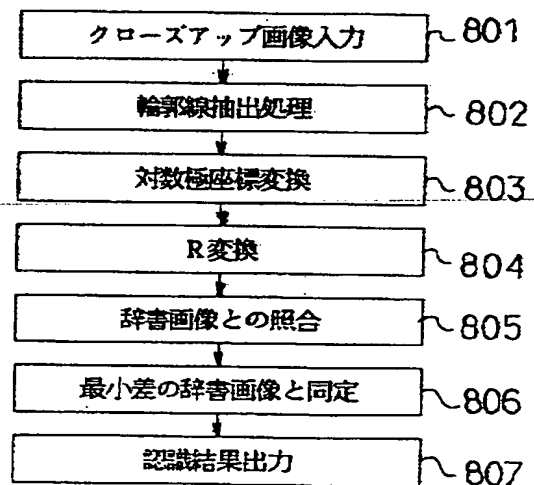 クローズアップ画像入力 801
輪郭線抽出処理 802
対数極座標変換 803
R変換 804
辞書画像との照合 805
最小差の辞書画像と同定 806
認識結果出力 807